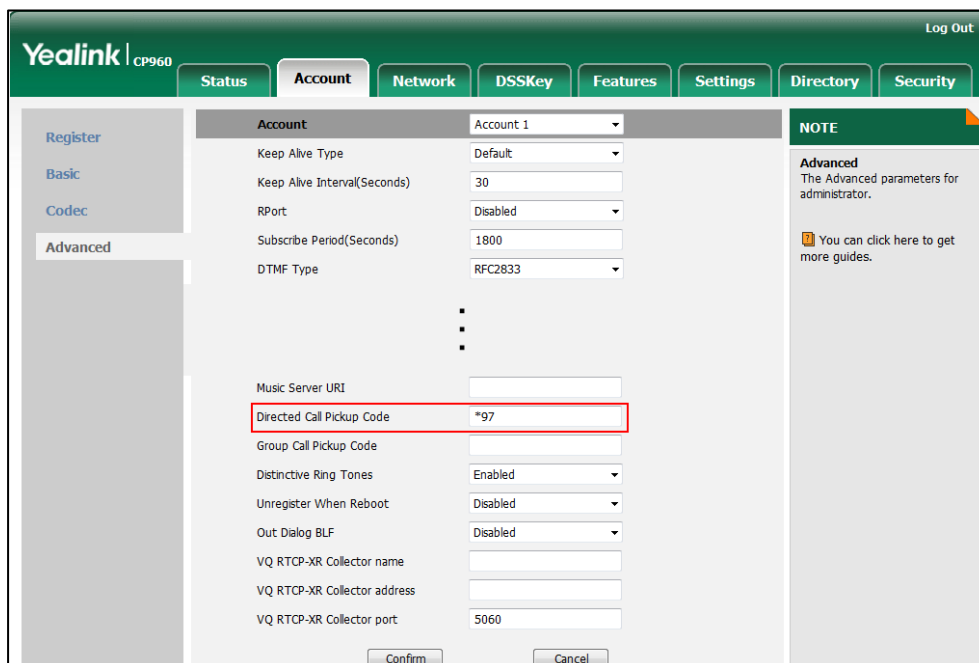 Log Out
Yealink CP960
Status Account Network DSSKey Features Settings Directory Security
Register
Basic
Codec
Advanced
Account Account 1
Keep Alive Type Default
Keep Alive Interval(Seconds) 30
RPort Disabled
Subscribe Period(Seconds) 1800
DTMF Type RFC2833
Music Server URI
Directed Call Pickup Code *97
Group Call Pickup Code
Distinctive Ring Tones Enabled
Unregister When Reboot Disabled
Out Dialog BLF Disabled
VQ RTCP-XR Collector name
VQ RTCP-XR Collector address
VQ RTCP-XR Collector port 5060
Confirm Cancel
NOTE
Advanced
The Advanced parameters for
administrator.
? You can click here to get
more guides.